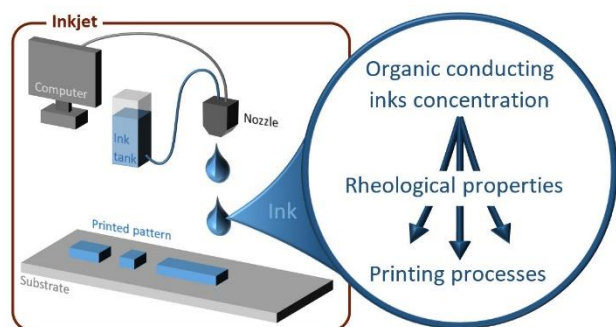 Inkjet
Computer
Ink
tank
Nozzle
Ink
Printed pattern
Substrate
Organic conducting
inks concentration
Rheological properties
Printing processes